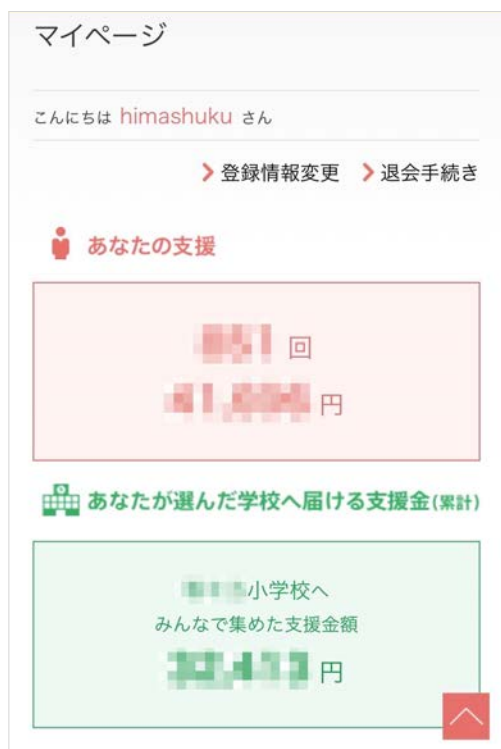 マイページ
こんにちは himashuku さん
登録情報変更 退会手続き
あなたの支援
回
円
あなたが選んだ学校へ届ける支援金(累計)
小学校へ
みんなで集めた支援金額
円